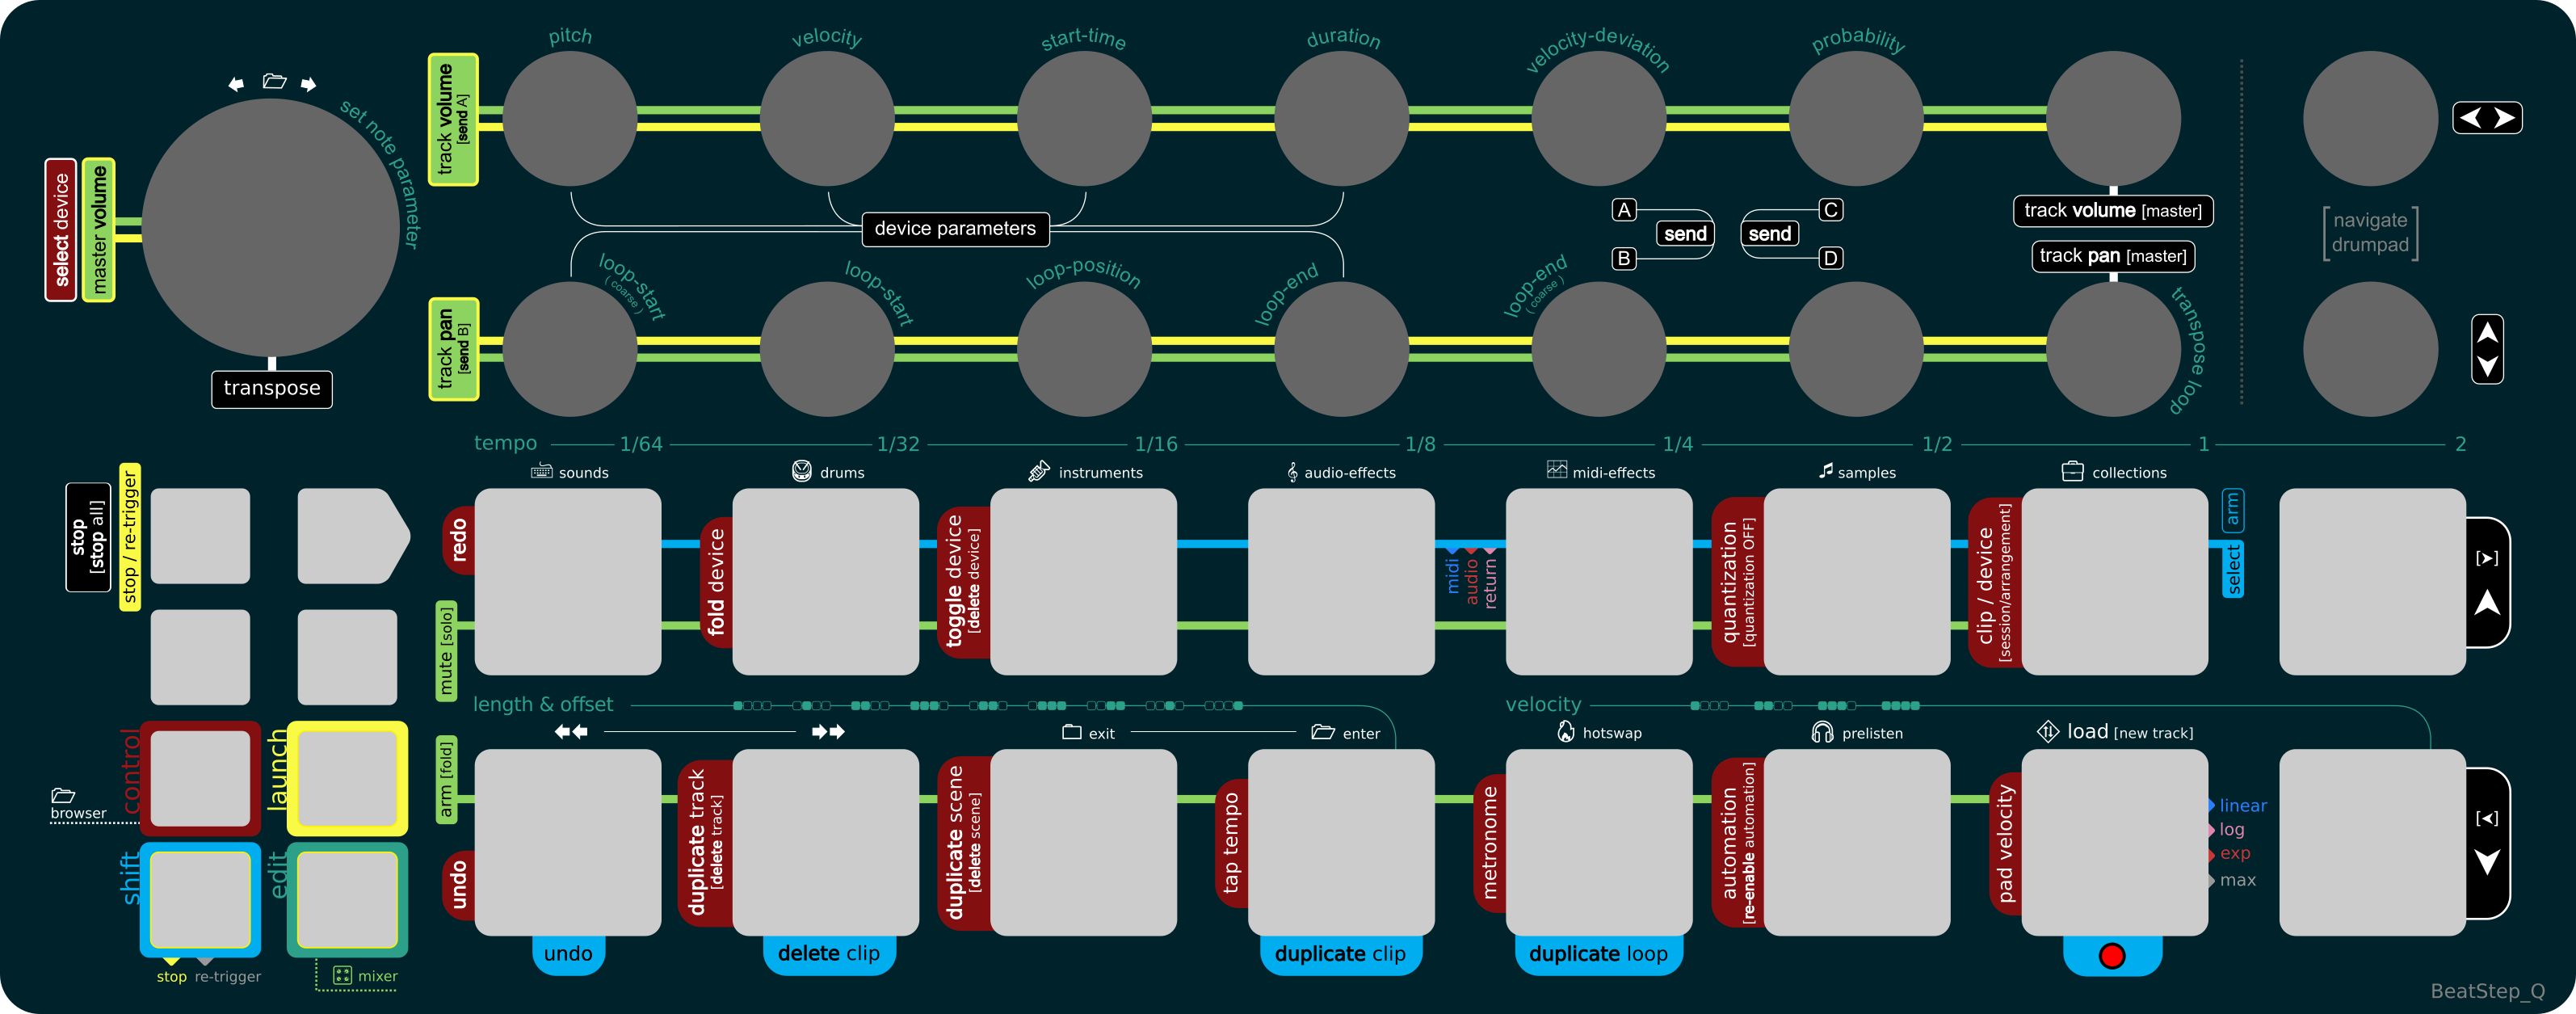 pitch
velocity
start-time
duration
velocity-deviation
probability
set note parameter
select device
master volume
track volume
[send A]
device parameters
A
send
B
C
send
D
track volume [master]
track pan [master]
[navigate
drumpad]
track pan
[send B]
loop-start
(coarse)
loop-start
loop-position
loop-end
loop-end
(coarse)
transpose loop
transpose
tempo 1/64 1/32 1/16 1/8 1/4 1/2 1 2
sounds
drums
instruments
audio-effects
midi-effects
samples
collections
stop
[stop all]
stop / re-trigger
redo
fold device
toggle device
[delete device]
midi
audio
return
quantization
[quantization OFF]
clip / device
[session/arrangement]
arm
select
mute [solo]
length & offset
velocity
exit
enter
hotswap
prelisten
load [new track]
control
launch
browser
shift
edit
arm [fold]
undo
duplicate track
[delete track]
duplicate scene
[delete scene]
tap tempo
metronome
automation
[re-enable automation]
pad velocity
linear
log
exp
max
undo
delete clip
duplicate clip
duplicate loop
stop re-trigger
mixer
BeatStep_Q